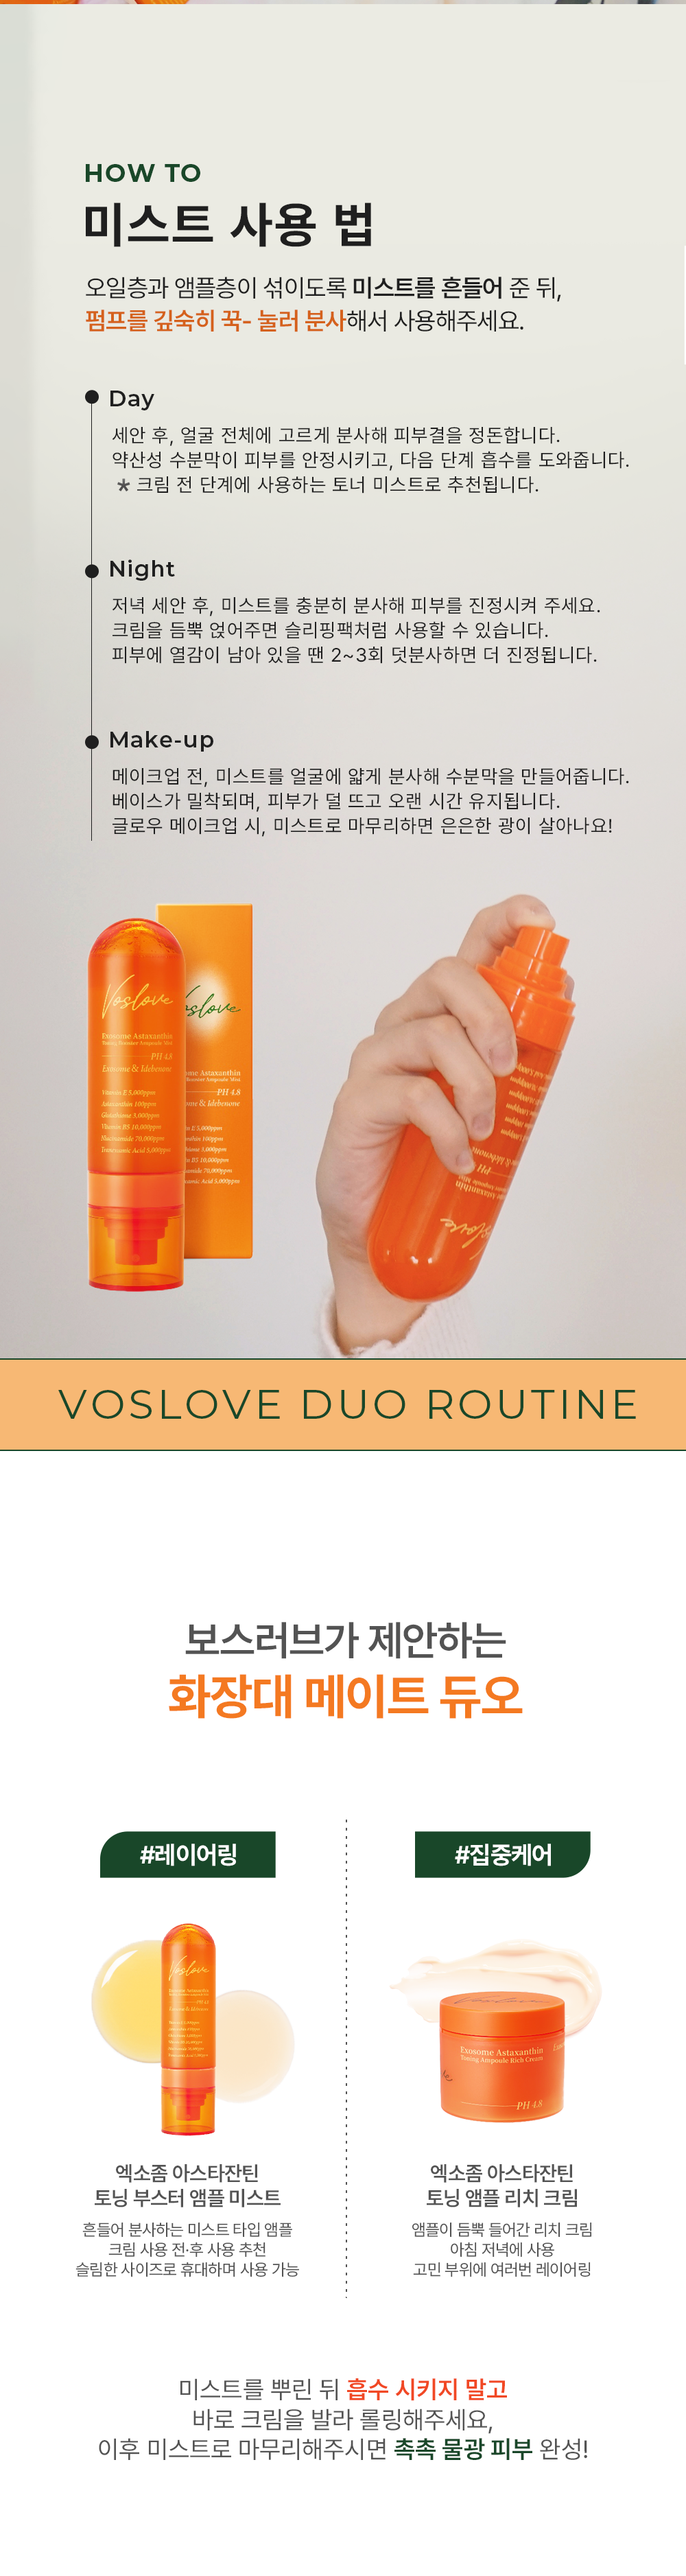 HOW TO
미스트 사용 법
오일층과 앰플층이 섞이도록 미스트를 흔들어 준 뒤,
펌프를 깊숙히 꾹- 눌러 분사해서 사용해주세요.
Day
세안 후, 얼굴 전체에 고르게 분사해 피부결을 정돈합니다.
약산성 수분막이 피부를 안정시키고, 다음 단계 흡수를 도와줍니다.
* 크림 전 단계에 사용하는 토너 미스트로 추천됩니다.
Night
저녁 세안 후, 미스트를 충분히 분사해 피부를 진정시켜 주세요.
크림을 듬뿍 얹어주면 슬리핑팩처럼 사용할 수 있습니다.
피부에 열감이 남아 있을 땐 2~3회 덧분사하면 더 진정됩니다.
Make-up
메이크업 전, 미스트를 얼굴에 얇게 분사해 수분막을 만들어줍니다.
베이스가 밀착되며, 피부가 덜 뜨고 오랜 시간 유지됩니다.
글로우 메이크업 시, 미스트로 마무리하면 은은한 광이 살아나요!
Voslove
Exosome Astaxanthin
PH 4.8
Exosome & Idebenone
Vitamin E 5,000ppm
Astaxanthin 100ppm
Glutathione 3,000ppm
Vitamin B5 10,000ppm
Niacinamide 70,000ppm
Tranexamic Acid 5,000ppm
VOSLOVE DUO ROUTINE
보스러브가 제안하는
화장대 메이트 듀오
#레이어링
#집중케어
Voslove
Exosome Astaxanthin
Toning Ampoule Rich Cream
PH 4.8
엑소좀 아스타잔틴
토닝 부스터 앰플 미스트
흔들어 분사하는 미스트 타입 앰플
크림 사용 전·후 사용 추천
슬림한 사이즈로 휴대하며 사용 가능
엑소좀 아스타잔틴
토닝 앰플 리치 크림
앰플이 듬뿍 들어간 리치 크림
아침 저녁에 사용
고민 부위에 여러번 레이어링
미스트를 뿌린 뒤 흡수 시키지 말고
바로 크림을 발라 롤링해주세요,
이후 미스트로 마무리해주시면 촉촉 물광 피부 완성!